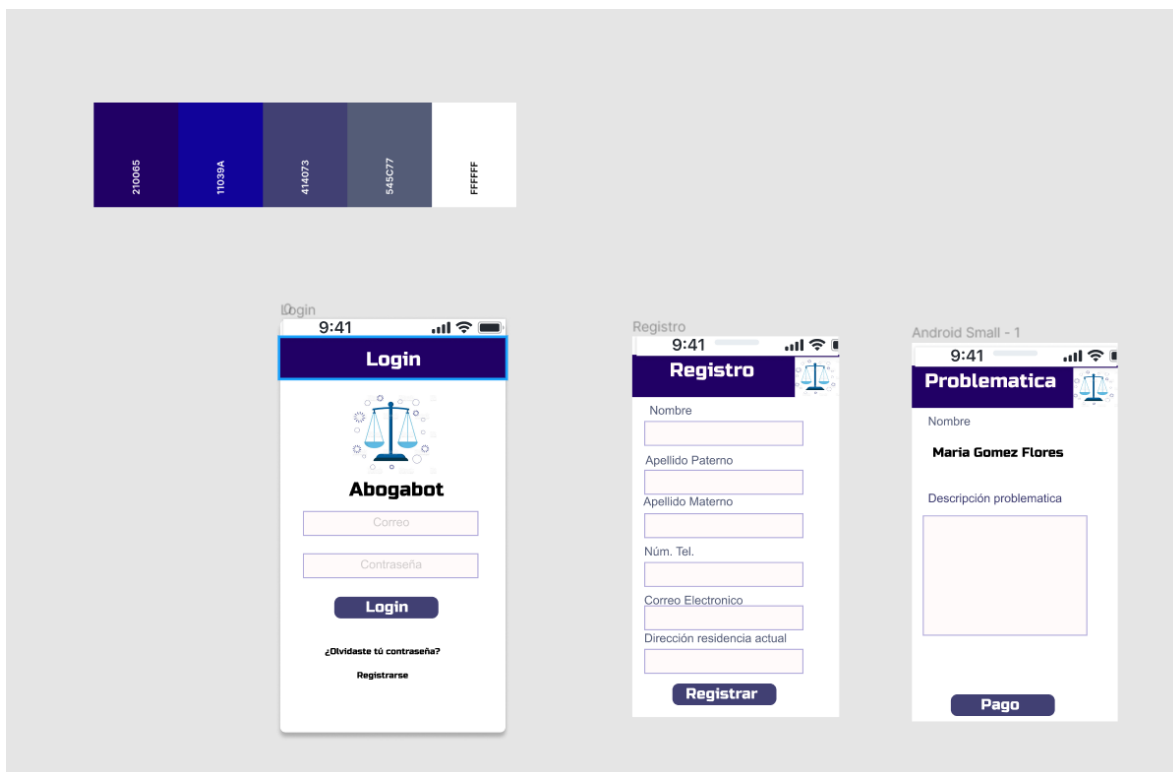 210065
11039A
414073
545C77
FFFFFF
Login
9:41
Login
Abogabot
Correo
Contraseña
Login
¿Olvidaste tú contraseña?
Registrarse
Registro
9:41
Registro
Nombre
Apellido Paterno
Apellido Materno
Núm. Tel.
Correo Electronico
Dirección residencia actual
Registrar
Android Small - 1
9:41
Problematica
Nombre
Maria Gomez Flores
Descripción problematica
Pago